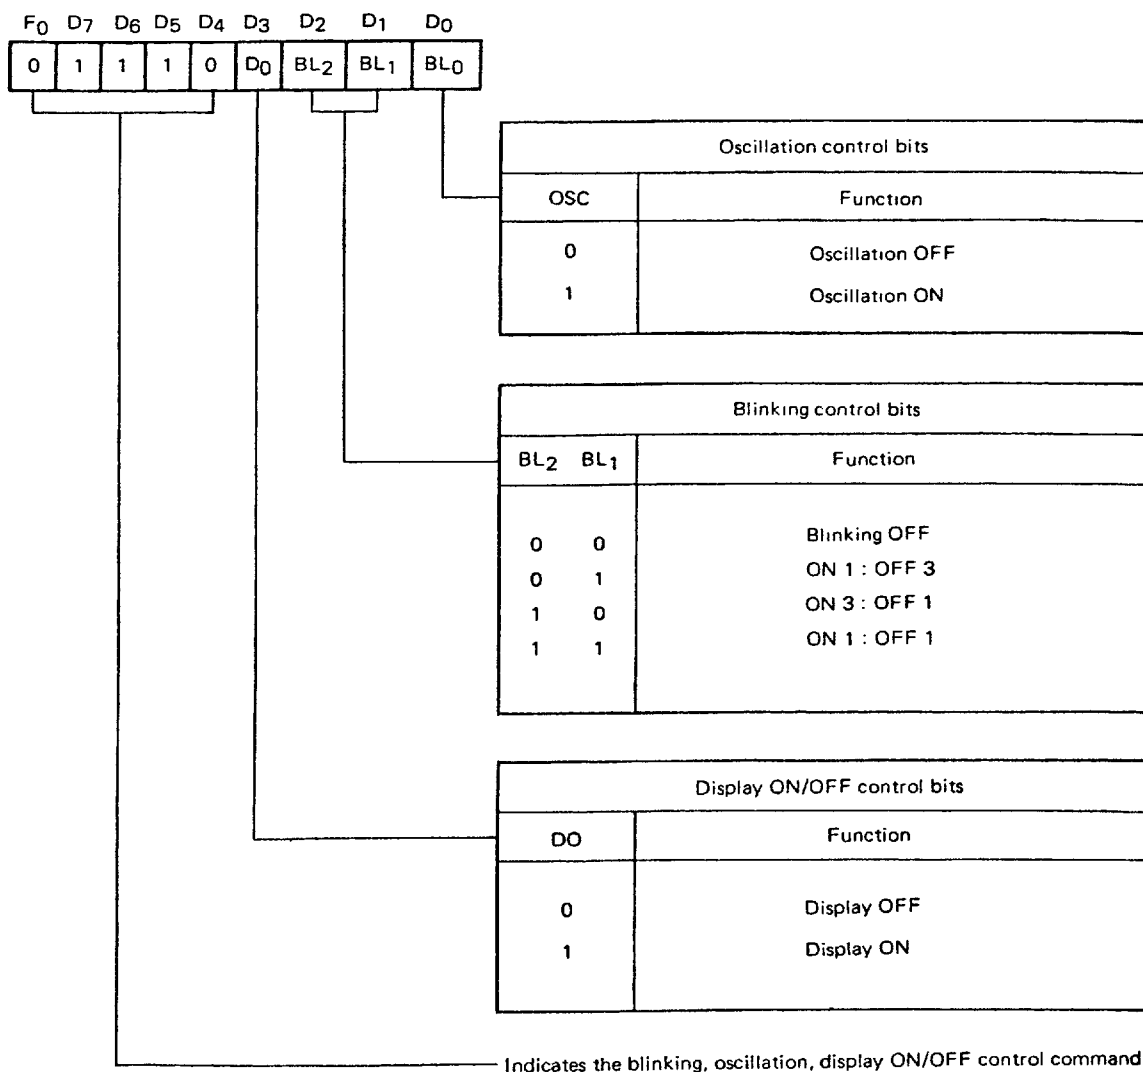 F0 D7 D6 D5 D4 D3 D2 D1 D0
0 1 1 1 0 D0 BL2 BL1 BL0
Oscillation control bits
OSC Function
0 Oscillation OFF
1 Oscillation ON
Blinking control bits
BL2 BL1 Function
0 0 Blinking OFF
0 1 ON 1 : OFF 3
1 0 ON 3 : OFF 1
1 1 ON 1 : OFF 1
Display ON/OFF control bits
DO Function
0 Display OFF
1 Display ON
Indicates the blinking, oscillation, display ON/OFF control command